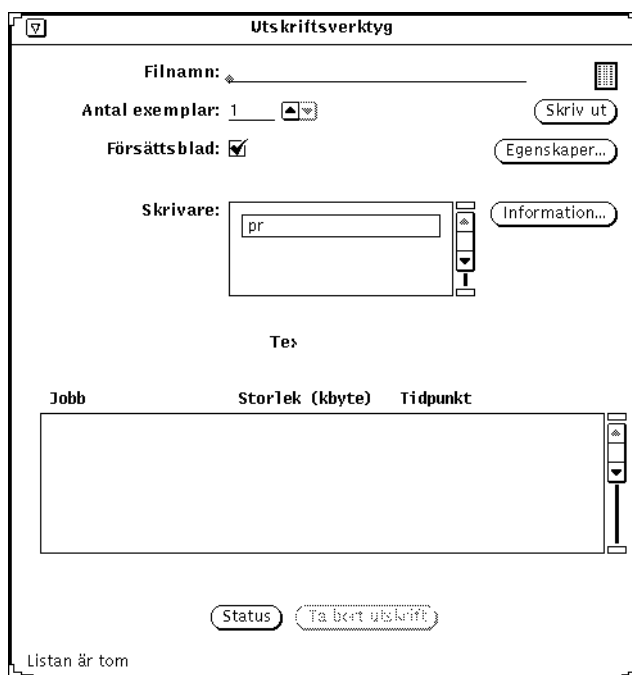 Utskriftsverktyg
Filnamn:
Antal exemplar: 1
Skriv ut
Försättsblad:
Egenskaper...
Skrivare:
Information...
pr
Jobb Storlek (kbyte) Tidpunkt
Status Ta bort utskrift
Listan är tom